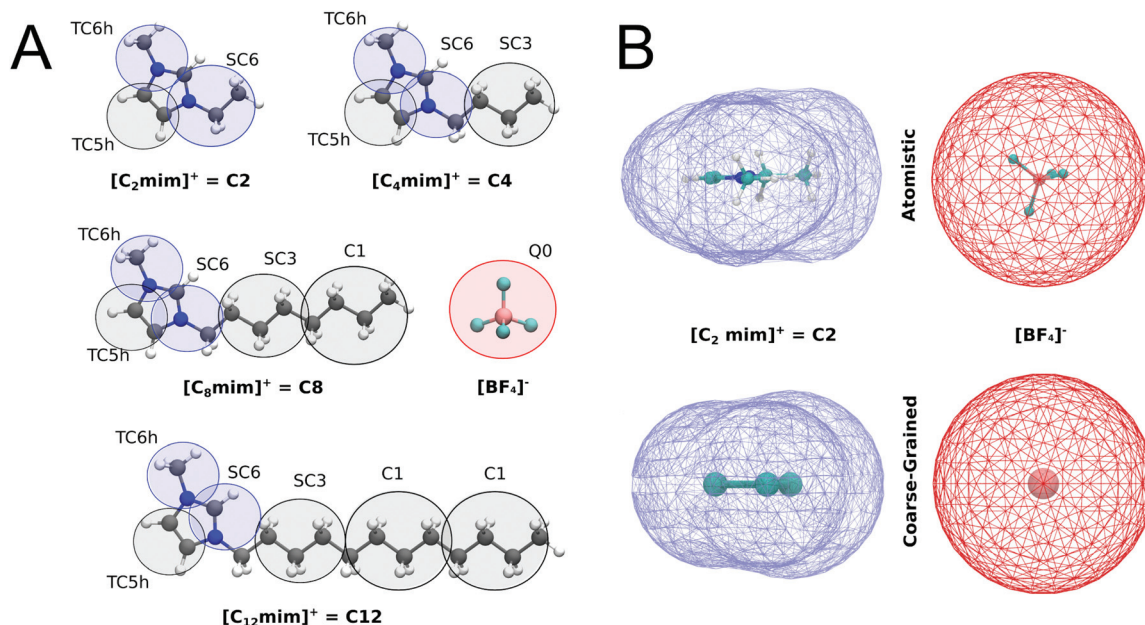 A
TC6h
SC6
TC5h
[C₂mim]⁺ = C2
TC6h
SC6
SC3
TC5h
[C₄mim]⁺ = C4
TC6h
SC6
SC3
C1
TC5h
[C₈mim]⁺ = C8
Q0
[BF₄]⁻
TC6h
SC6
SC3
C1
C1
TC5h
[C₁₂mim]⁺ = C12
B
Atomistic
[C₂ mim]⁺ = C2
[BF₄]⁻
Coarse-Grained